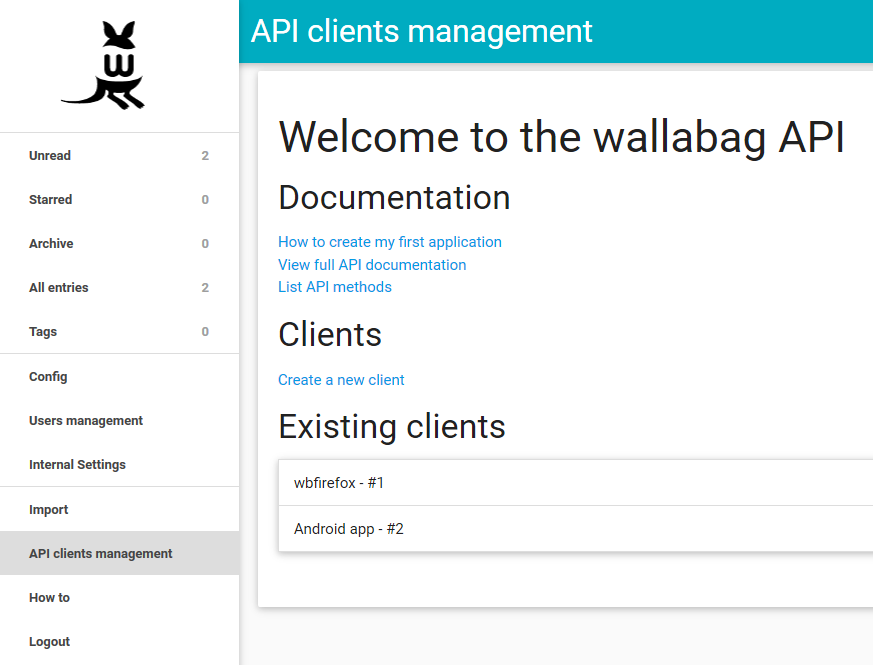 W
API clients management
Unread 2
Starred 0
Archive 0
All entries 2
Tags 0
Config
Users management
Internal Settings
Import
API clients management
How to
Logout
Welcome to the wallabag API
Documentation
How to create my first application
View full API documentation
List API methods
Clients
Create a new client
Existing clients
wbfirefox - #1
Android app - #2